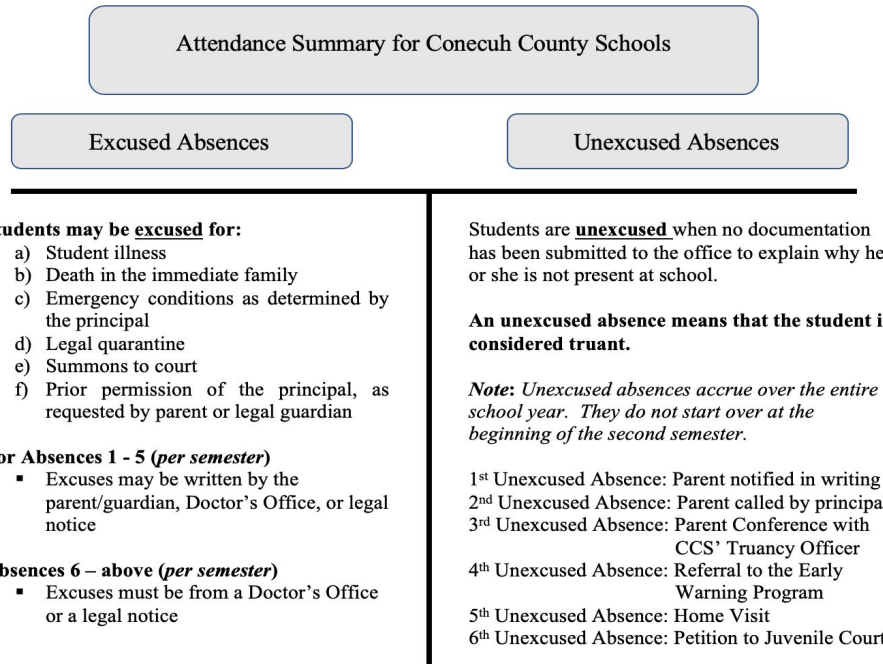 Attendance Summary for Conecuh County Schools
Excused Absences
tudents may be excused for:
a) Student illness
b) Death in the immediate family
c) Emergency conditions as determined by
the principal
d) Legal quarantine
e) Summons to court
f) Prior permission of the principal, as
requested by parent or legal guardian
or Absences 1 - 5 (per semester)
▪ Excuses may be written by the
parent/guardian, Doctor’s Office, or legal
notice
bsences 6 – above (per semester)
▪ Excuses must be from a Doctor’s Office
or a legal notice
Unexcused Absences
Students are unexcused when no documentation
has been submitted to the office to explain why he
or she is not present at school.
An unexcused absence means that the student i
considered truant.
Note: Unexcused absences accrue over the entire
school year. They do not start over at the
beginning of the second semester.
1st Unexcused Absence: Parent notified in writing
2nd Unexcused Absence: Parent called by principa
3rd Unexcused Absence: Parent Conference with
CCS’ Truancy Officer
4th Unexcused Absence: Referral to the Early
Warning Program
5th Unexcused Absence: Home Visit
6th Unexcused Absence: Petition to Juvenile Court